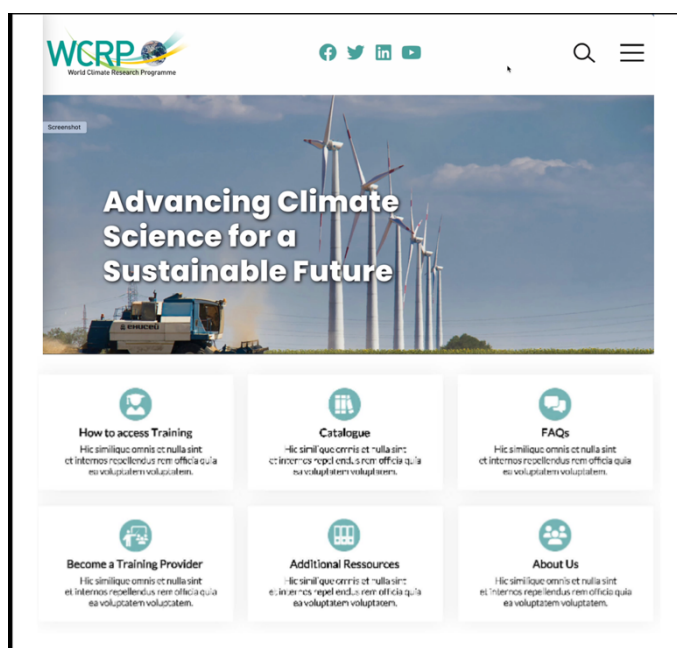 WCRP
World Climate Research Programme
Screenshot
Advancing Climate
Science for a
Sustainable Future
How to access Training
Hic similique omnis et nulla sint
et internos repellendus rem officia quia
ea voluptatem voluptatem.
Catalogue
Hic similique omnis et nulla sint
et internos repellendus rem officia quia
ea voluptatem voluptatem.
FAQs
Hic similique omnis et nulla sint
et internos repellendus rem officia quia
ea voluptatem voluptatem.
Become a Training Provider
Hic similique omnis et nulla sint
et internos repellendus rem officia quia
ea voluptatem voluptatem.
Additional Ressources
Hic similique omnis et nulla sint
et internos repellendus rem officia quia
ea voluptatem voluptatem.
About Us
Hic similique omnis et nulla sint
et internos repellendus rem officia quia
ea voluptatem voluptatem.